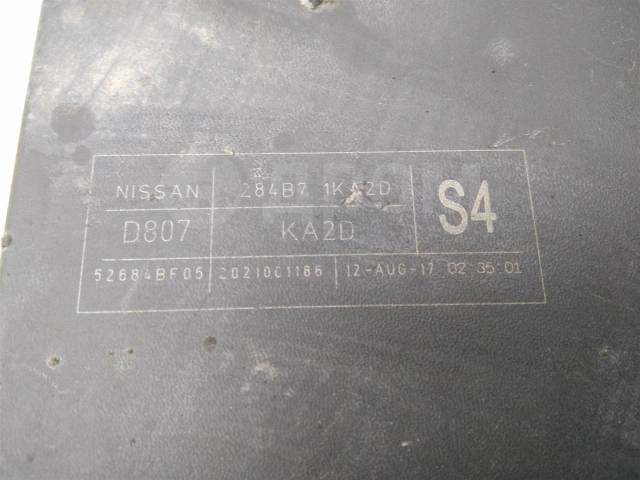 NISSAN 284B7 1KA2D S4
D807 KA2D
52684BF05 2021001186 12-AUG-17 02 35 01